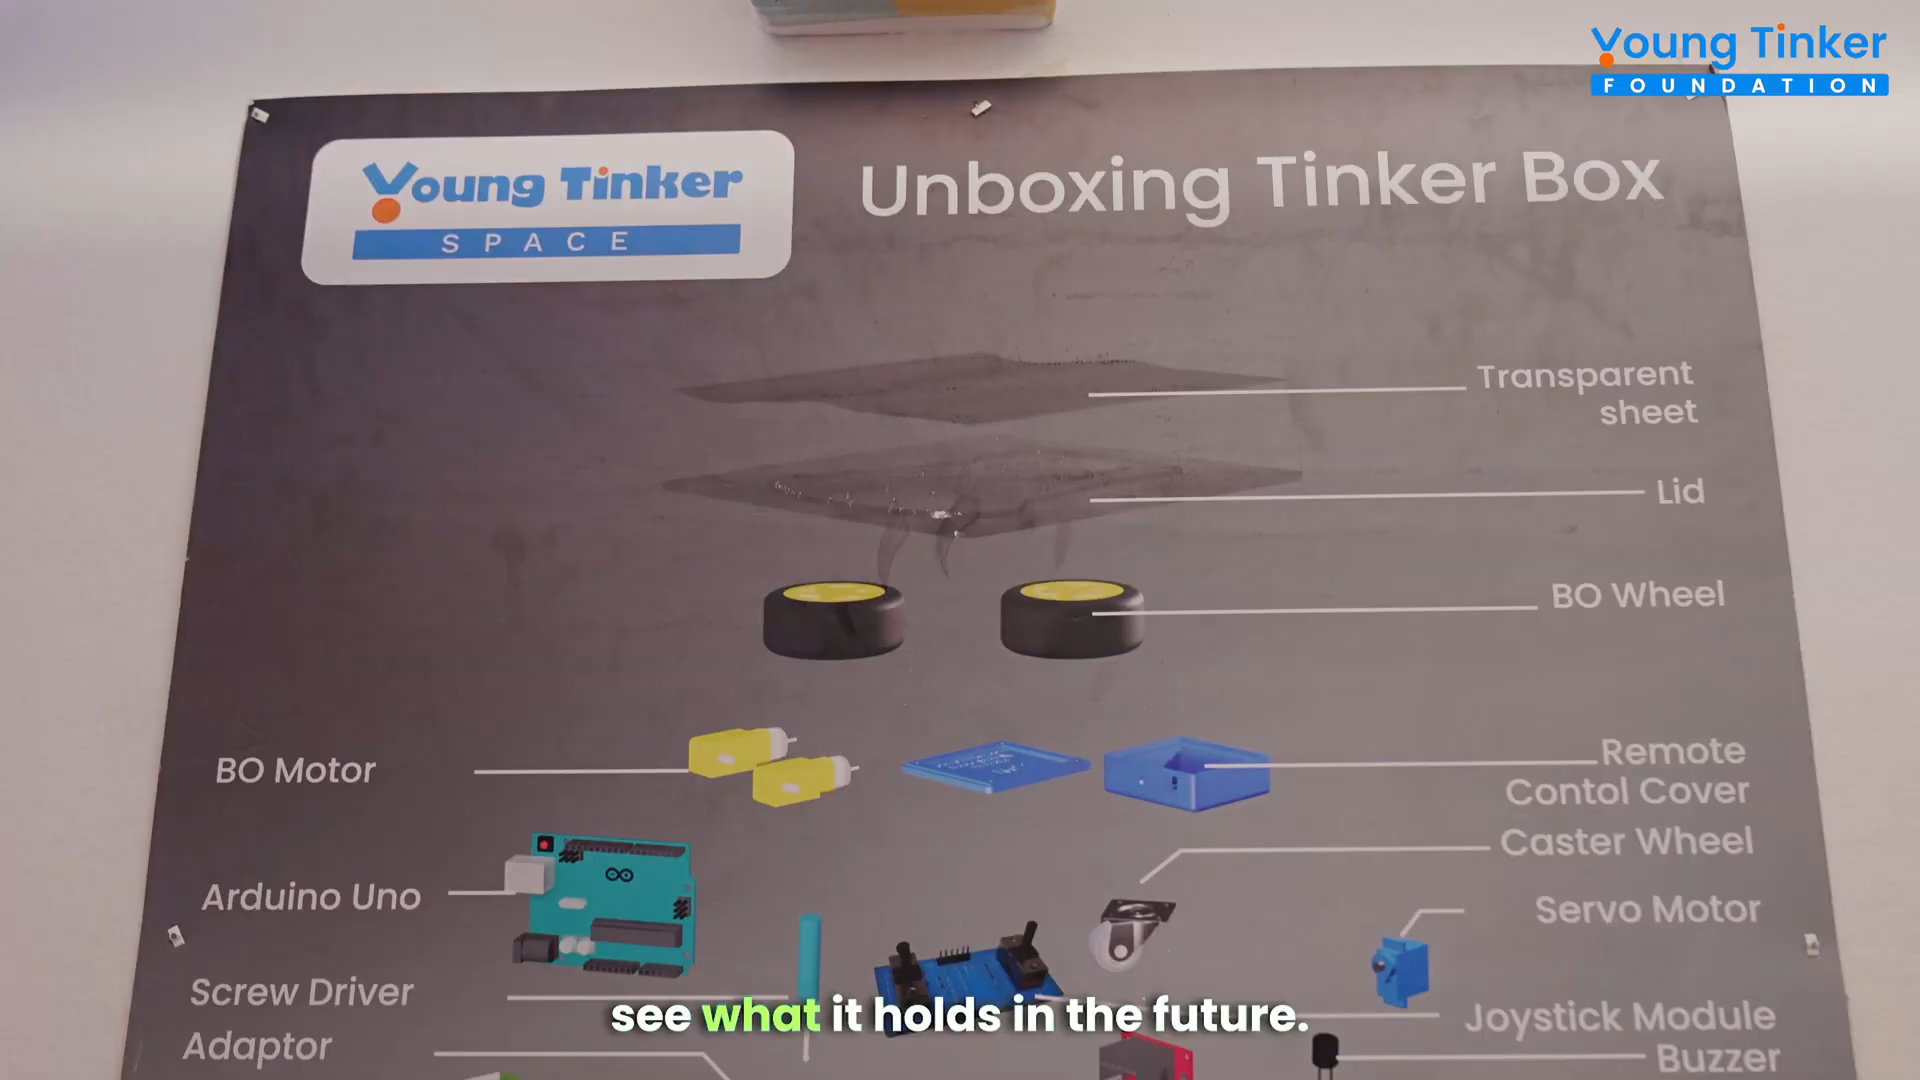 Young Tinker
FOUNDATION
Young Tinker
SPACE
Unboxing Tinker Box
Transparent
sheet
Lid
BO Wheel
BO Motor
Remote
Contol Cover
Caster Wheel
Arduino Uno
Servo Motor
Screw Driver
see what it holds in the future.
Joystick Module
Adaptor
Buzzer